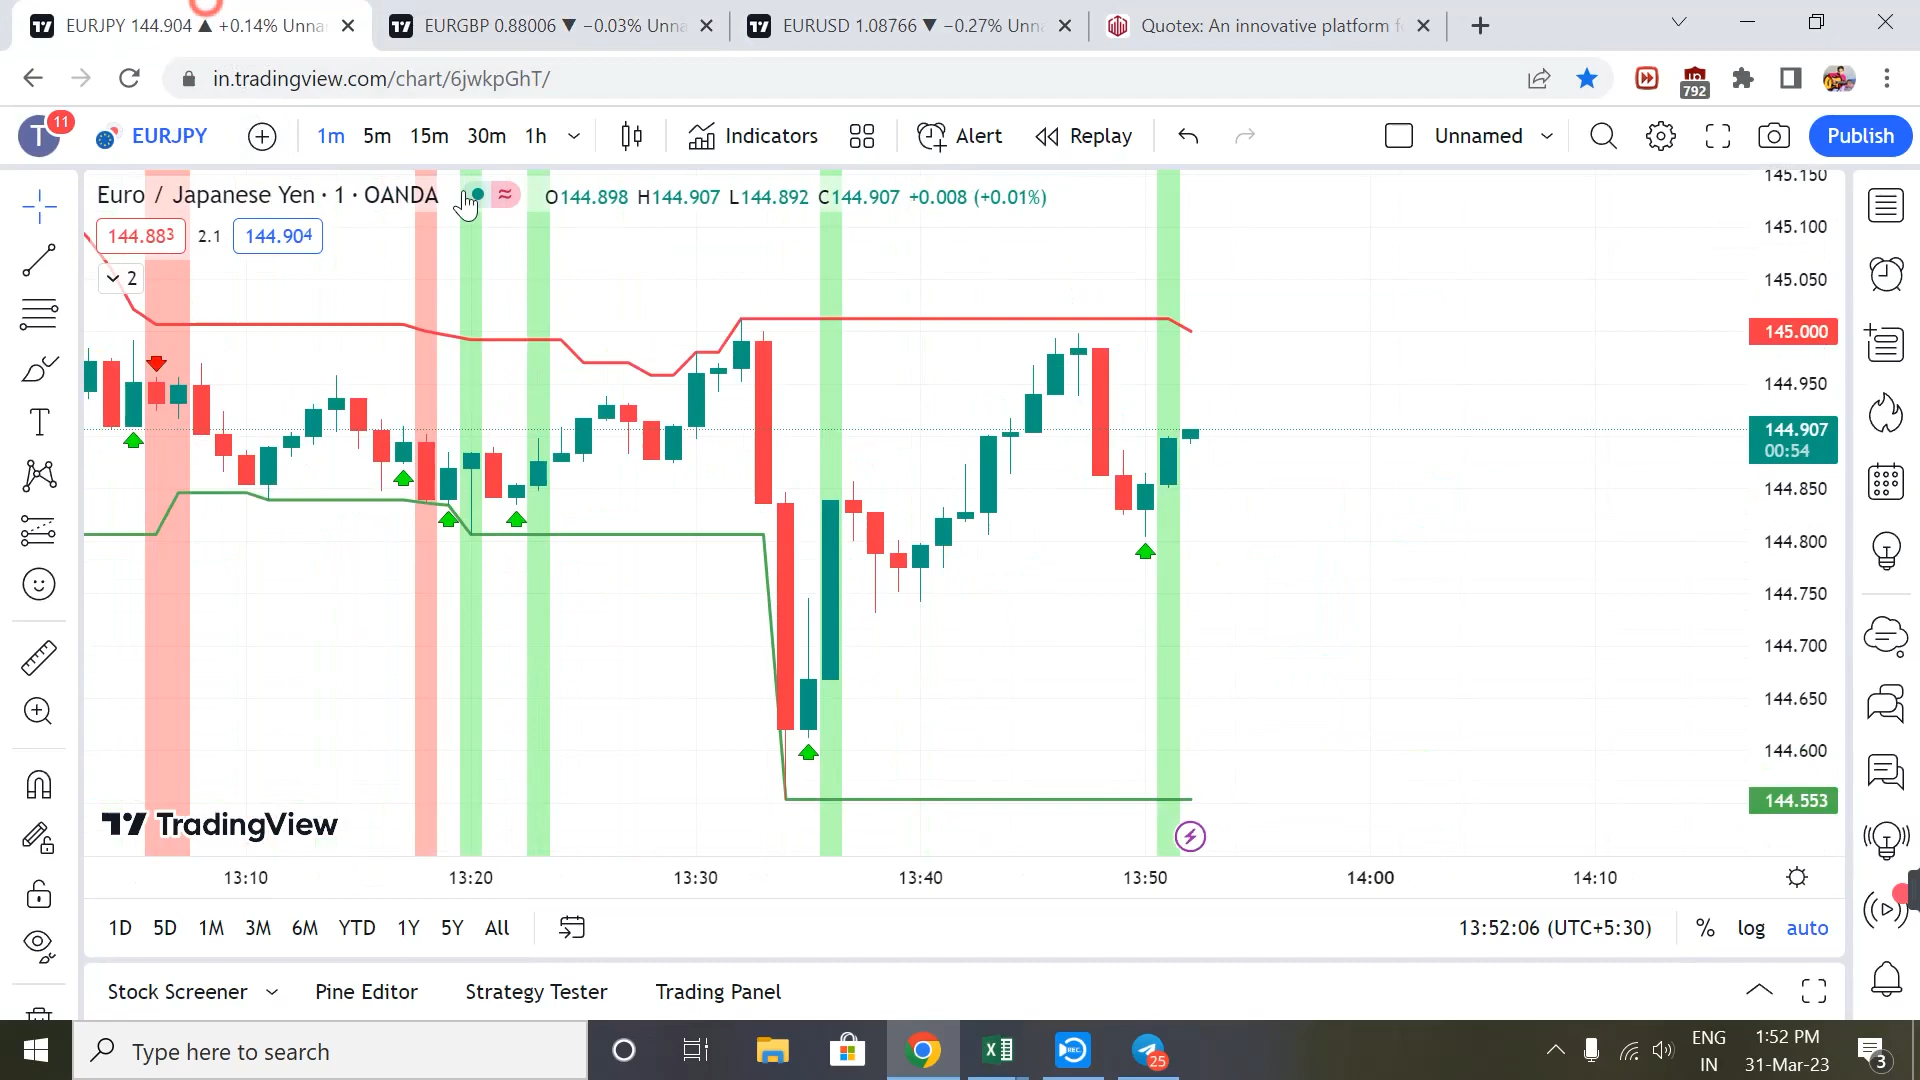 EURJPY 144.904 ▲ +0.14% Unna
EURGBP 0.88006 ▼ −0.03% Unna
EURUSD 1.08766 ▼ −0.27% Unna
Quotex: An innovative platform f
in.tradingview.com/chart/6jwkpGhT/
792
T
11
EURJPY
1m 5m 15m 30m 1h
Indicators
Alert
Replay
Unnamed
Publish
Euro / Japanese Yen · 1 · OANDA
O144.898 H144.907 L144.892 C144.907 +0.008 (+0.01%)
144.883 2.1 144.904
2
145.150
145.100
145.050
145.000
144.950
144.907
00:54
144.850
144.800
144.750
144.700
144.650
144.600
144.553
TradingView
13:10 13:20 13:30 13:40 13:50 14:00 14:10
1D 5D 1M 3M 6M YTD 1Y 5Y All
13:52:06 (UTC+5:30) % log auto
Stock Screener Pine Editor Strategy Tester Trading Panel
Type here to search
REC
25
ENG
IN
1:52 PM
31-Mar-23
3